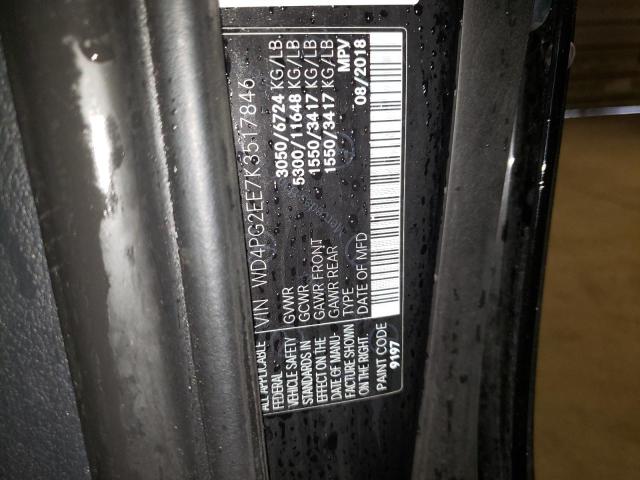 ALL APPLICABLE
FEDERAL
VEHICLE SAFETY
STANDARDS IN
EFFECT ON THE
DATE OF MANU-
FACTURE SHOWN
ON THE RIGHT.
PAINT CODE
9197
VIN WD4PG2EE7K3517846
GVWR 3050/6724 KG/LB
GCWR 5300/11648 KG/LB
GAWR FRONT 1550/3417 KG/LB
GAWR REAR 1550/3417 KG/LB
TYPE MPV
DATE OF MFD 08/2018